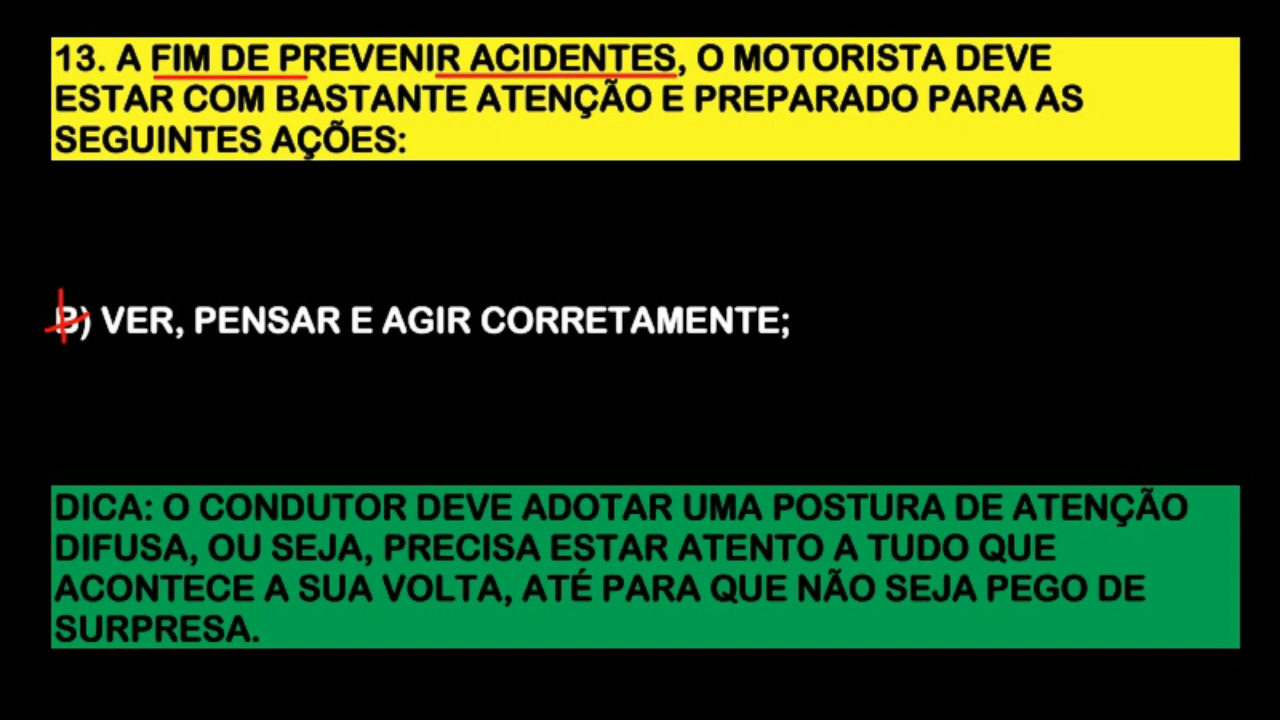 13. A FIM DE PREVENIR ACIDENTES, O MOTORISTA DEVE
ESTAR COM BASTANTE ATENÇÃO E PREPARADO PARA AS
SEGUINTES AÇÕES:
B) VER, PENSAR E AGIR CORRETAMENTE;
DICA: O CONDUTOR DEVE ADOTAR UMA POSTURA DE ATENÇÃO
DIFUSA, OU SEJA, PRECISA ESTAR ATENTO A TUDO QUE
ACONTECE A SUA VOLTA, ATÉ PARA QUE NÃO SEJA PEGO DE
SURPRESA.